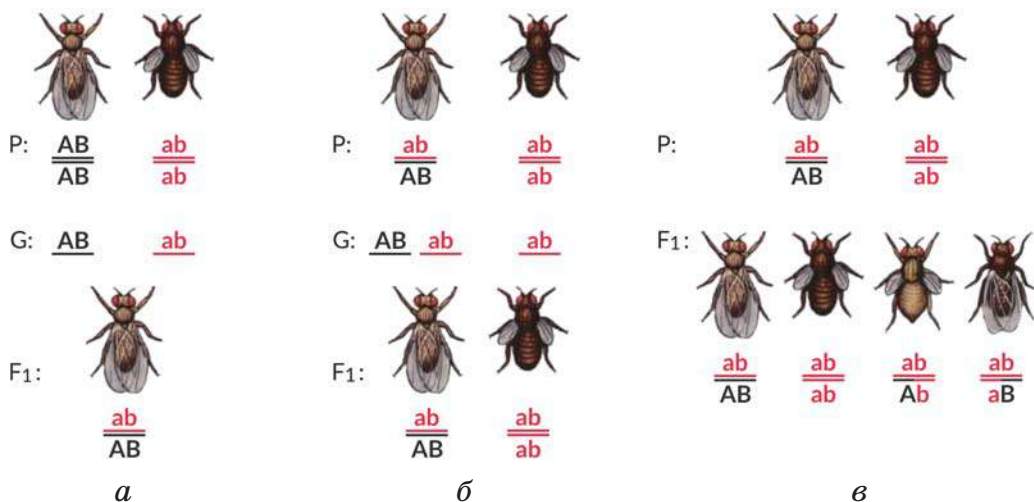 P: AB ab
AB ab
G: AB ab
F1:
ab
AB
а
P: ab ab
AB ab
G: AB ab ab
F1:
ab ab
AB ab
б
P: ab ab
AB ab
F1:
ab ab ab ab
AB ab Ab aB
в